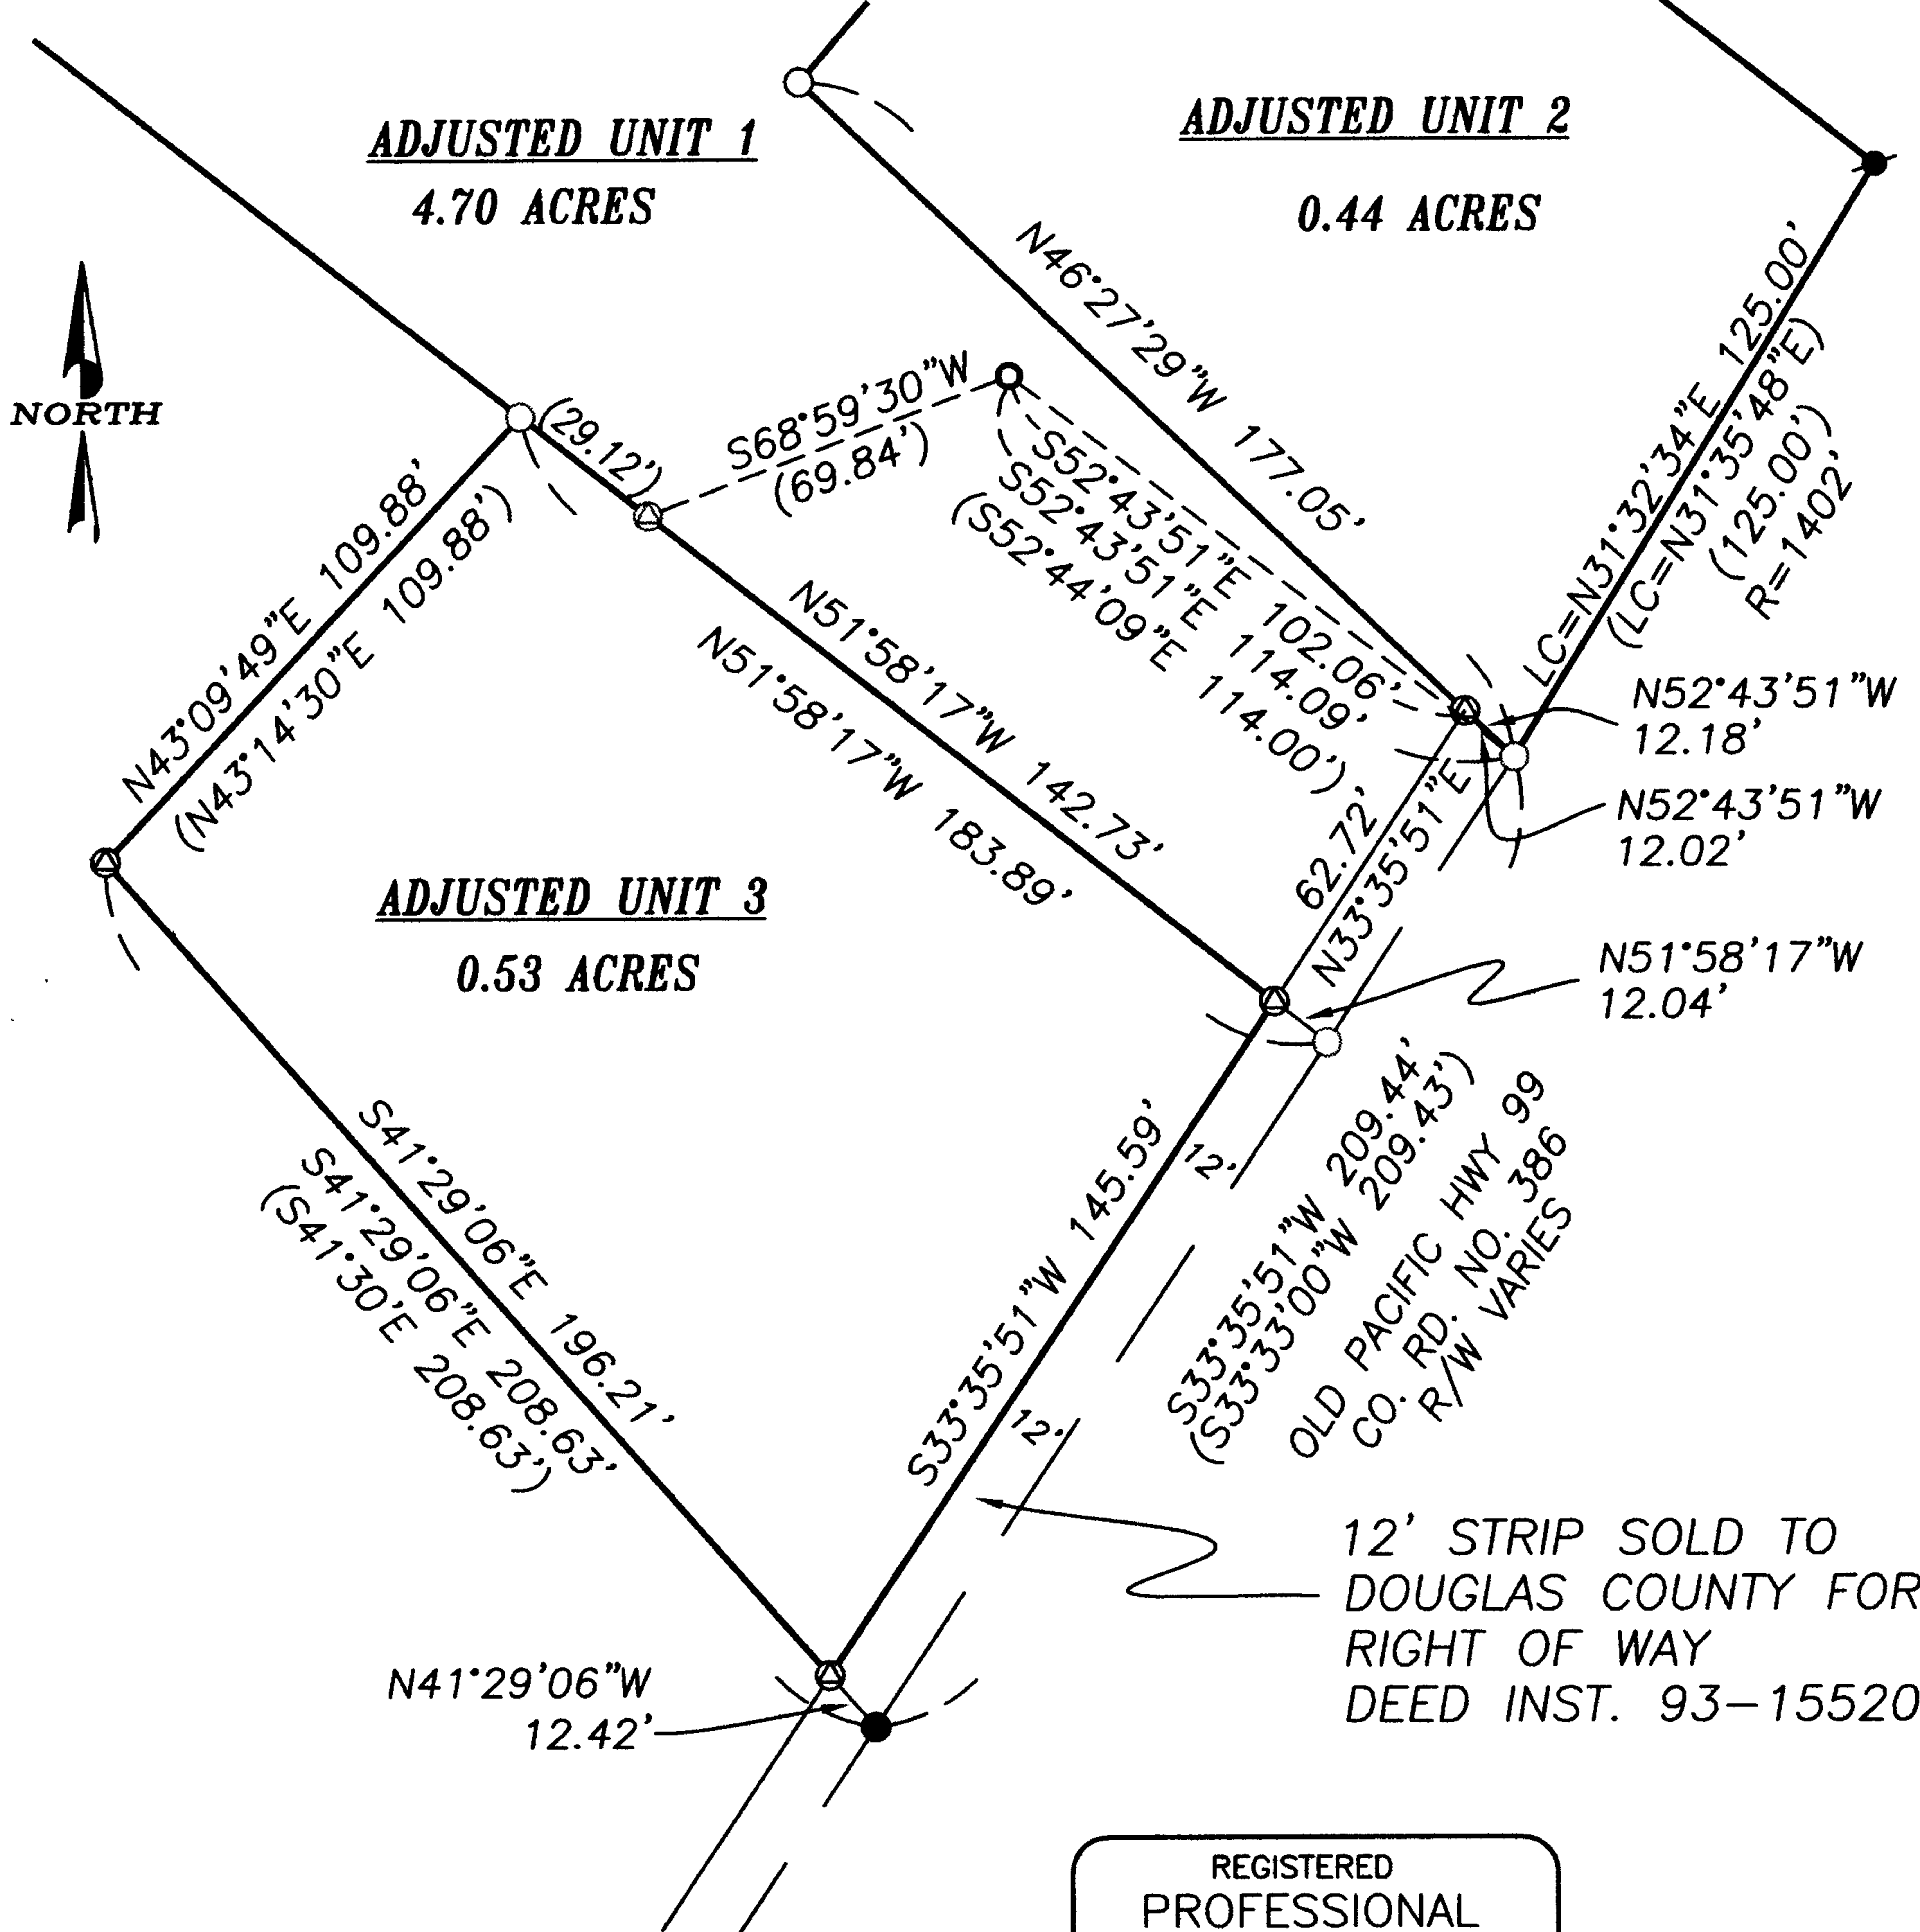 ADJUSTED UNIT 1
4.70 ACRES
ADJUSTED UNIT 2
0.44 ACRES
NORTH
N46°27'29"W 177.05'
LC=N31°32'34"E 125.00'
(LC=N31°35'48"E)
(125.00')
R=1402'
(29.12')
S68°59'30"W
(69.84')
S52°43'51"E 102.06'
S52°43'51"E 114.09'
(S52°44'09"E 114.00')
N43°09'49"E 109.88'
(N43°14'30"E 109.88')
N51°58'17"W 142.73'
N51°58'17"W 183.89'
N52°43'51"W
12.18'
N52°43'51"W
12.02'
62.72'
N33°35'51"E
N51°58'17"W
12.04'
ADJUSTED UNIT 3
0.53 ACRES
S41°29'06"E 196.21'
S41°29'06"E 208.63'
(S41°30'E 208.63')
S33°35'51"W 145.59'
12'
12'
S33°35'51"W 209.44'
(S33°33'00"W 209.43')
OLD PACIFIC HWY 99
CO. RD. NO. 386
R/W VARIES
12' STRIP SOLD TO
DOUGLAS COUNTY FOR
RIGHT OF WAY
DEED INST. 93-15520
N41°29'06"W
12.42'
REGISTERED
PROFESSIONAL